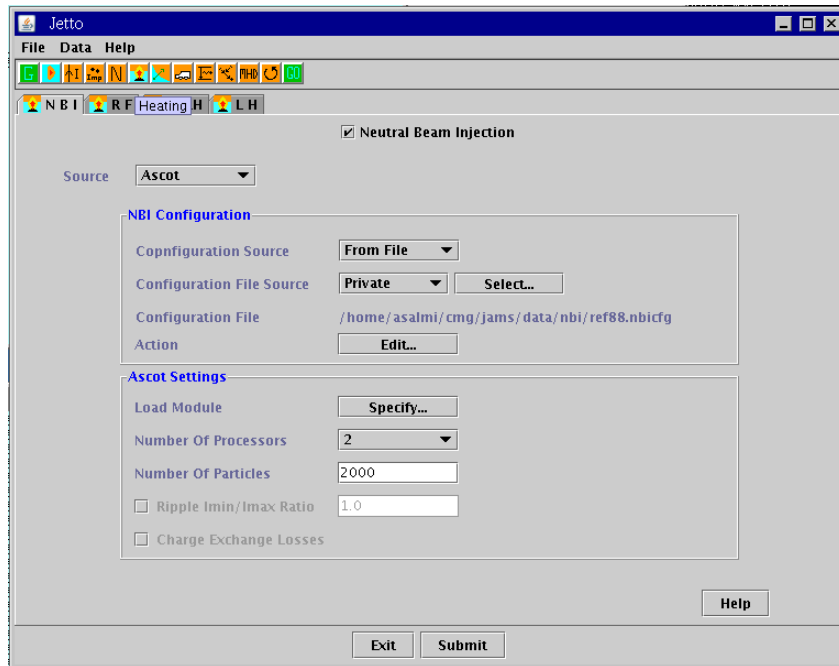 Jetto
File Data Help
G I Imp N MHD GO
N B I R F Heating H L H
Neutral Beam Injection
Source Ascot
NBI Configuration
Copnfiguration Source From File
Configuration File Source Private Select...
Configuration File /home/asalmi/cmg/jams/data/nbi/ref88.nbicfg
Action Edit...
Ascot Settings
Load Module Specify...
Number Of Processors 2
Number Of Particles 2000
Ripple Imin/Imax Ratio 1.0
Charge Exchange Losses
Help
Exit Submit